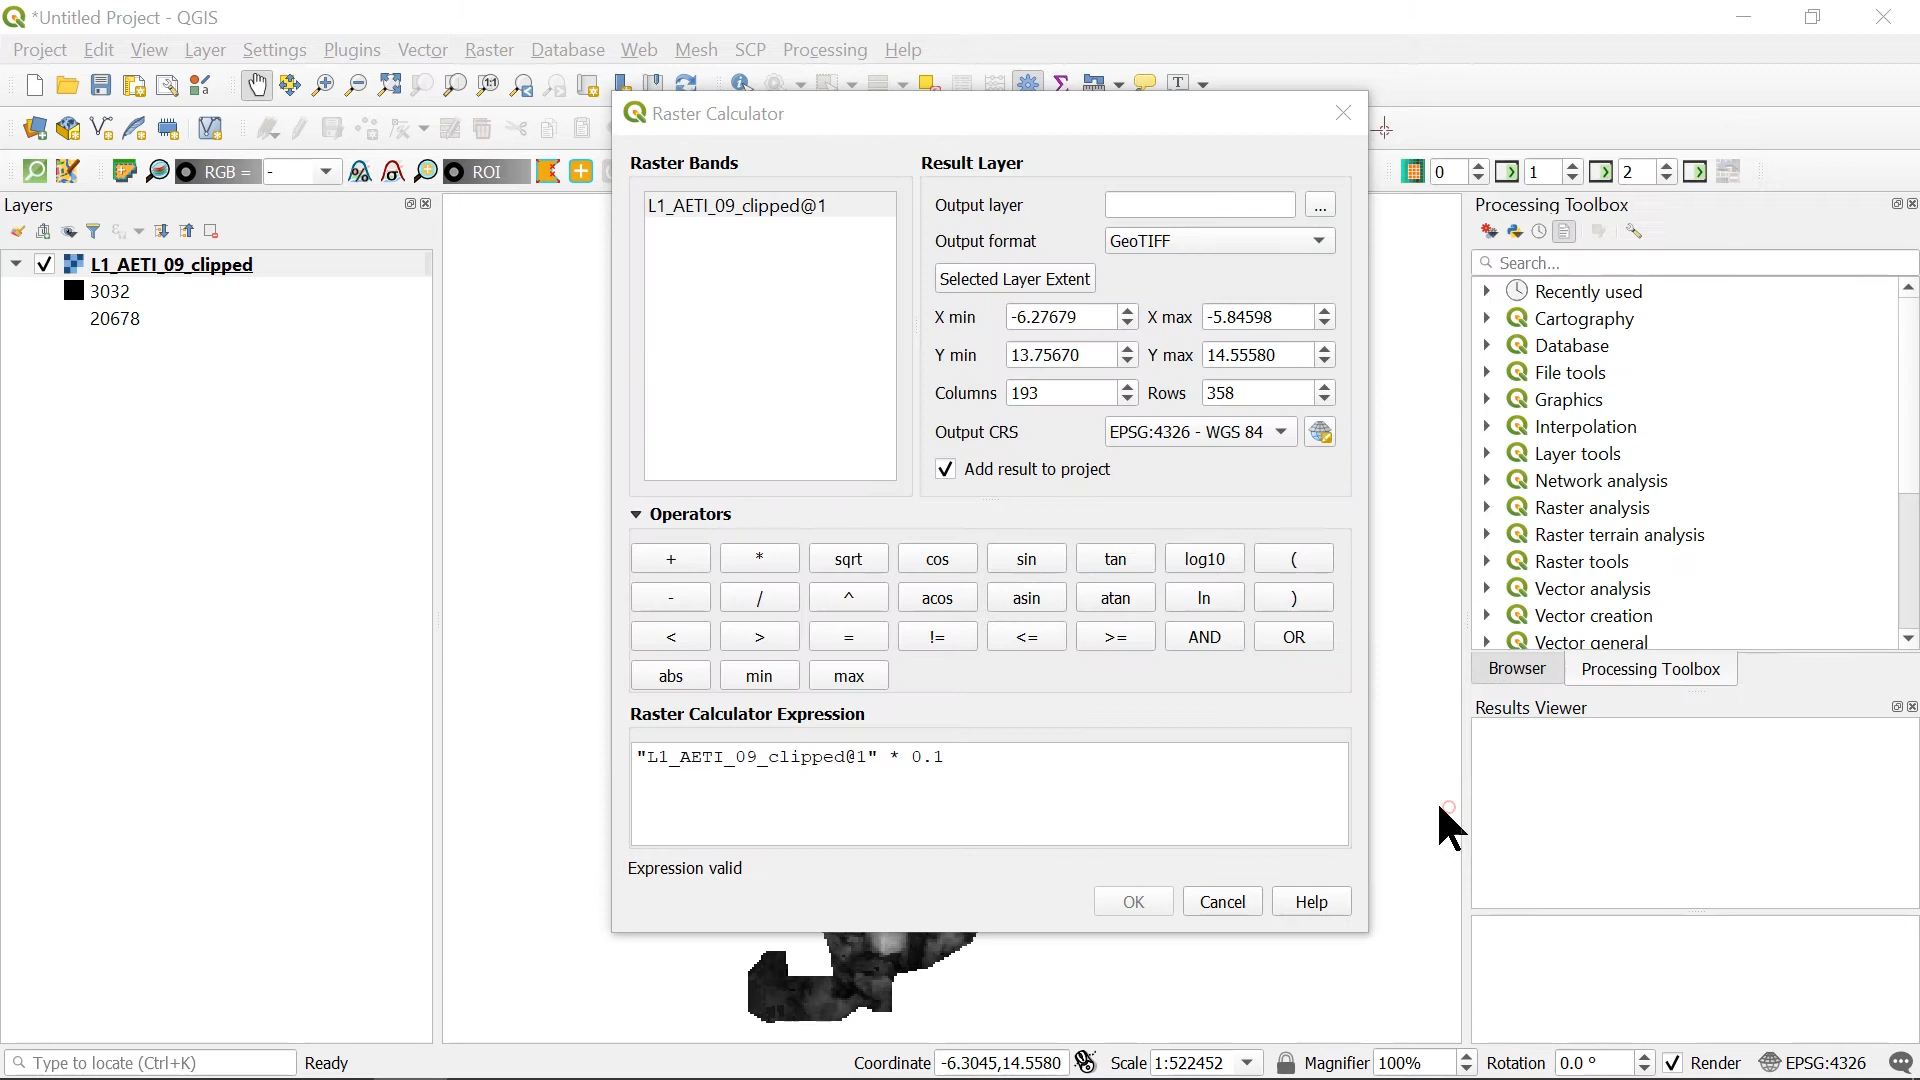 *Untitled Project - QGIS
Project Edit View Layer Settings Plugins Vector Raster Database Web Mesh SCP Processing Help
RGB = - ROI 0 1 2
Layers
L1_AETI_09_clipped
3032
20678
Raster Calculator
Raster Bands
L1_AETI_09_clipped@1
Result Layer
Output layer ...
Output format GeoTIFF
Selected Layer Extent
X min -6.27679 X max -5.84598
Y min 13.75670 Y max 14.55580
Columns 193 Rows 358
Output CRS EPSG:4326 - WGS 84
Add result to project
Operators
+ * sqrt cos sin tan log10 (
- / ^ acos asin atan ln )
< > = != <= >= AND OR
abs min max
Raster Calculator Expression
"L1_AETI_09_clipped@1" * 0.1
Expression valid
OK Cancel Help
Processing Toolbox
Search...
Recently used
Cartography
Database
File tools
Graphics
Interpolation
Layer tools
Network analysis
Raster analysis
Raster terrain analysis
Raster tools
Vector analysis
Vector creation
Vector general
Browser Processing Toolbox
Results Viewer
Type to locate (Ctrl+K) Ready Coordinate -6.3045,14.5580 Scale 1:522452 Magnifier 100% Rotation 0.0 ° Render EPSG:4326